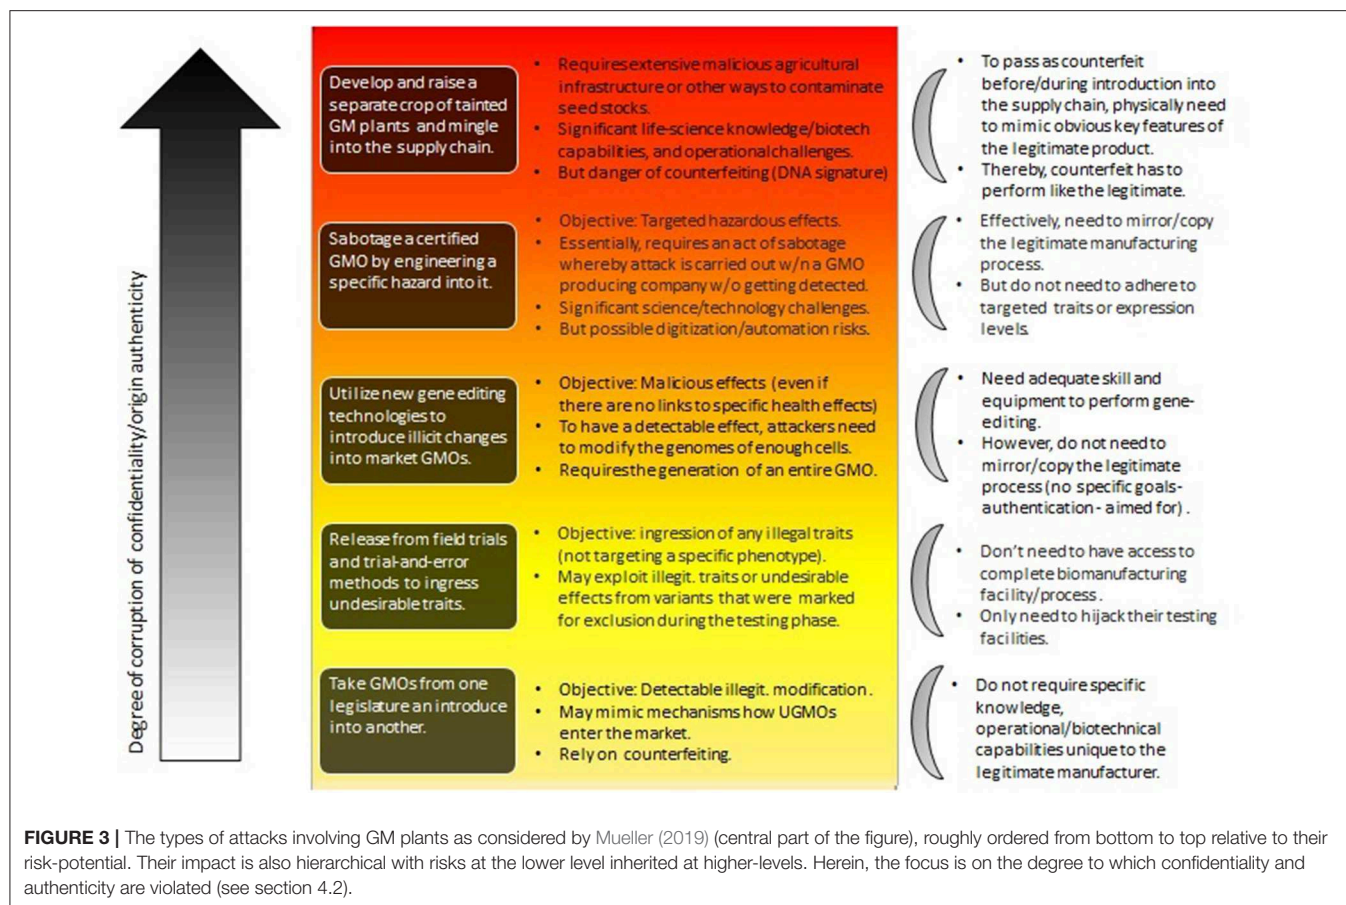 Degree of corruption of confidentiality/origin authenticity
Develop and raise a
separate crop of tainted
GM plants and mingle
into the supply chain.
• Requires extensive malicious agricultural
infrastructure or other ways to contaminate
seed stocks.
• Significant life-science knowledge/biotech
capabilities, and operational challenges.
• But danger of counterfeiting (DNA signature)
• To pass as counterfeit
before/during introduction into
the supply chain, physically need
to mimic obvious key features of
the legitimate product.
• Thereby, counterfeit has to
perform like the legitimate.
Sabotage a certified
GMO by engineering a
specific hazard into it.
• Objective: Targeted hazardous effects.
• Essentially, requires an act of sabotage
whereby attack is carried out w/n a GMO
producing company w/o getting detected.
• Significant science/technology challenges.
• But possible digitization/automation risks.
• Effectively, need to mirror/copy
the legitimate manufacturing
process.
• But do not need to adhere to
targeted traits or expression
levels.
Utilize new gene editing
technologies to
introduce illicit changes
into market GMOs.
• Objective: Malicious effects (even if
there are no links to specific health effects)
• To have a detectable effect, attackers need
to modify the genomes of enough cells.
• Requires the generation of an entire GMO.
• Need adequate skill and
equipment to perform gene-
editing.
• However, do not need to
mirror/copy the legitimate
process (no specific goals-
authentication - aimed for) .
Release from field trials
and trial-and-error
methods to ingress
undesirable traits.
• Objective: ingression of any illegal traits
(not targeting a specific phenotype).
• May exploit illegit. traits or undesirable
effects from variants that were marked
for exclusion during the testing phase.
• Don't need to have access to
complete biomanufacturing
facility/process .
• Only need to hijack their testing
facilities.
Take GMOs from one
legislature an introduce
into another.
• Objective: Detectable illegit. modification .
• May mimic mechanisms how UGMOs
enter the market.
• Rely on counterfeiting.
• Do not require specific
knowledge,
operational/biotechnical
capabilities unique to the
legitimate manufacturer.
FIGURE 3 | The types of attacks involving GM plants as considered by Mueller (2019) (central part of the figure), roughly ordered from bottom to top relative to their
risk-potential. Their impact is also hierarchical with risks at the lower level inherited at higher-levels. Herein, the focus is on the degree to which confidentiality and
authenticity are violated (see section 4.2).